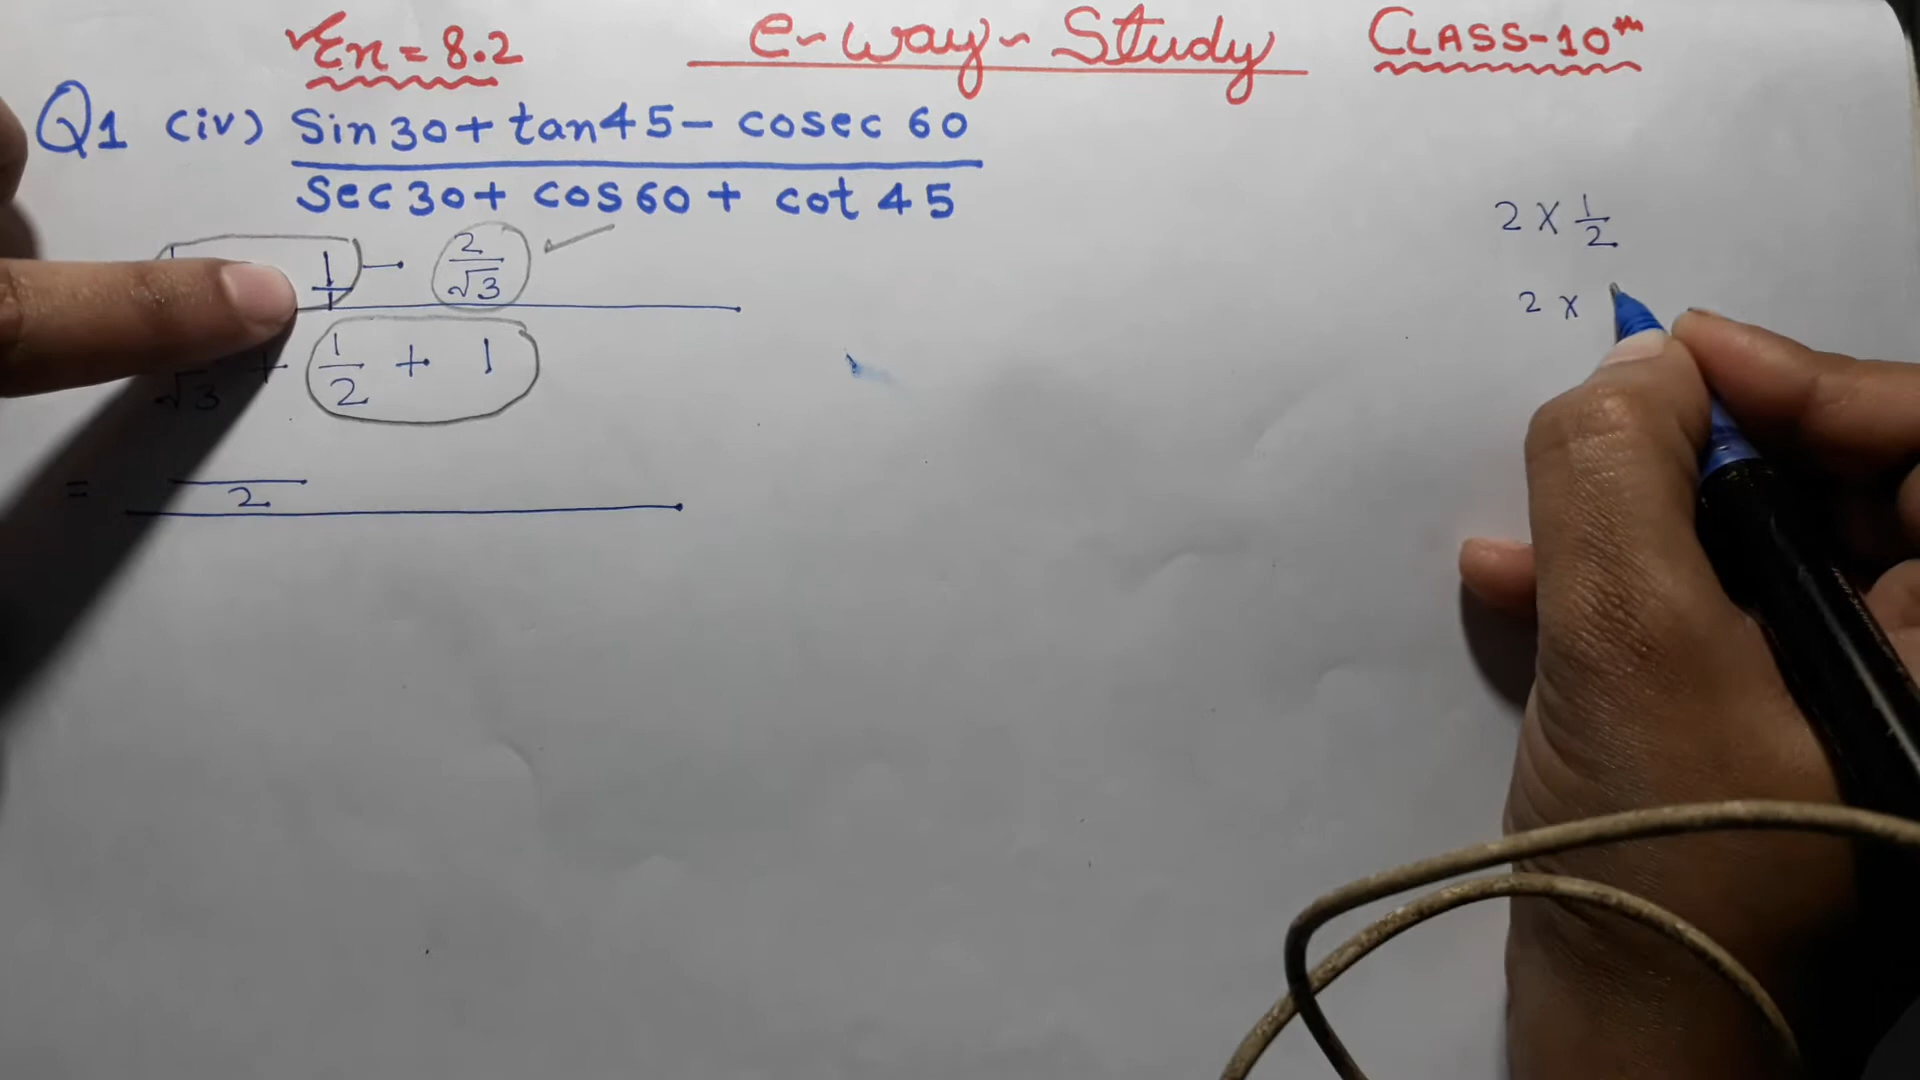 Ex = 8.2 e-way-Study CLASS-10th
Q1 (iv) Sin 30 + tan 45 - cosec 60
Sec 30 + cos 60 + cot 45
1/1 - 2/√3
√3 + 1/2 + 1
= 2
2 X 1/2
2 X